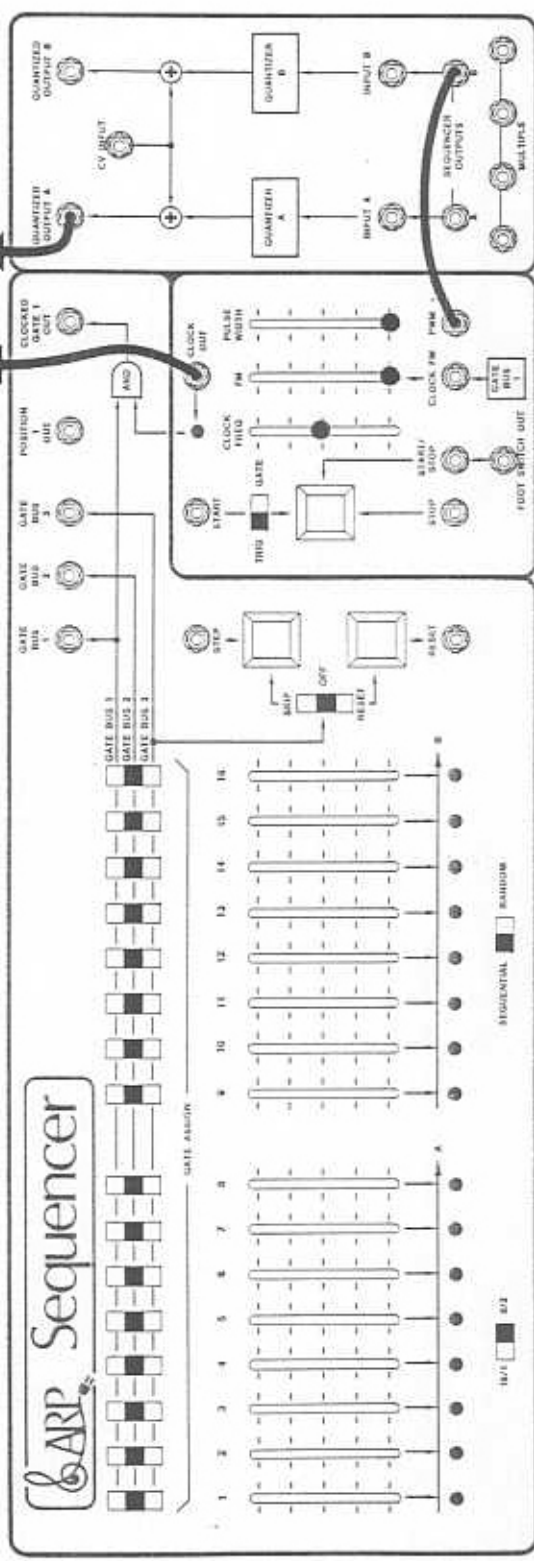 ARP Sequencer
GATE BUS 1
GATE BUS 2
GATE BUS 3
POSITION 1 OUT
CLOCKED GATE 1 OUT
QUANTIZED OUTPUT A
QUANTIZED OUTPUT B
CV INPUT
GATE BUS 1
GATE BUS 2
GATE BUS 3
AND
GATE ASSIGN
CLOCK OUT
QUANTIZER A
QUANTIZER B
START
TRIG
GATE
CLOCK FREQ
FM
PULSE WIDTH
STEP
SKIP
OFF
RESET
RESET
STOP
START/STOP
FOOT SWITCH OUT
CLOCK FM
PWM
GATE BUS 1
INPUT A
INPUT B
A
B
SEQUENCER OUTPUTS
MULTIPLE
1 2 3 4 5 6 7 8 9 10 11 12 13 14 15 16
A
B
16/1
8/2
SEQUENTIAL
RANDOM